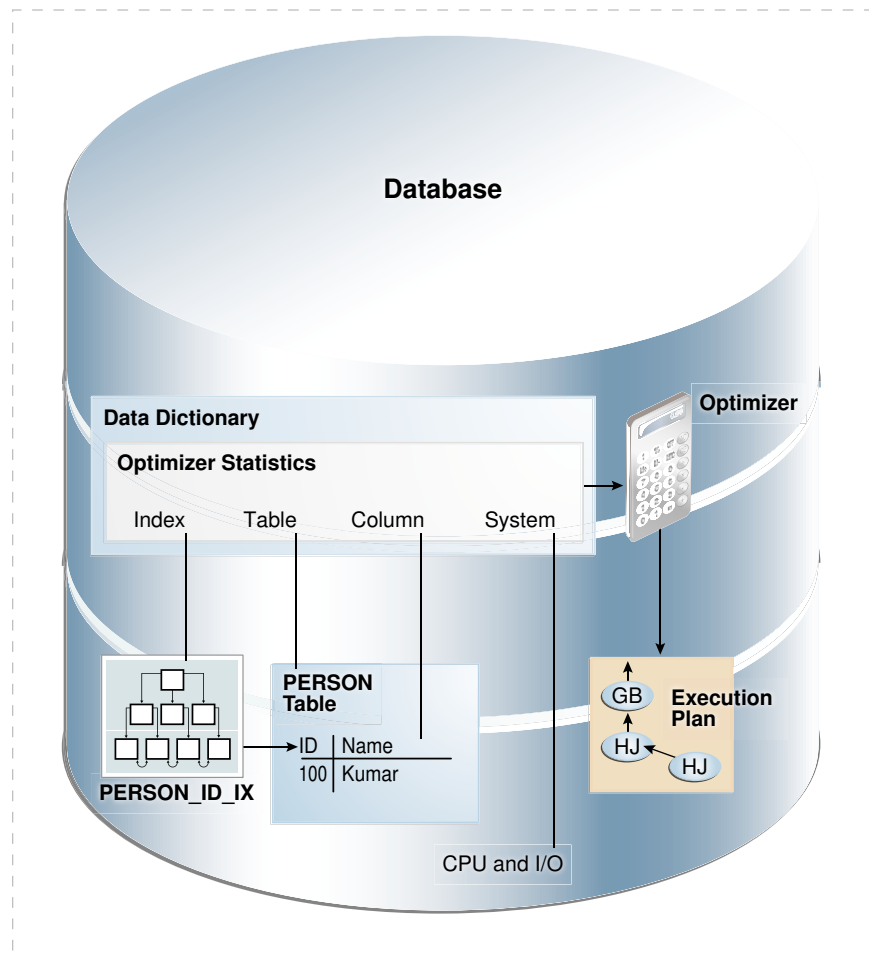 Database
Data Dictionary
Optimizer
Optimizer Statistics
Index Table Column System
PERSON
Table
ID Name
100 Kumar
PERSON_ID_IX
GB
HJ
HJ
Execution
Plan
CPU and I/O